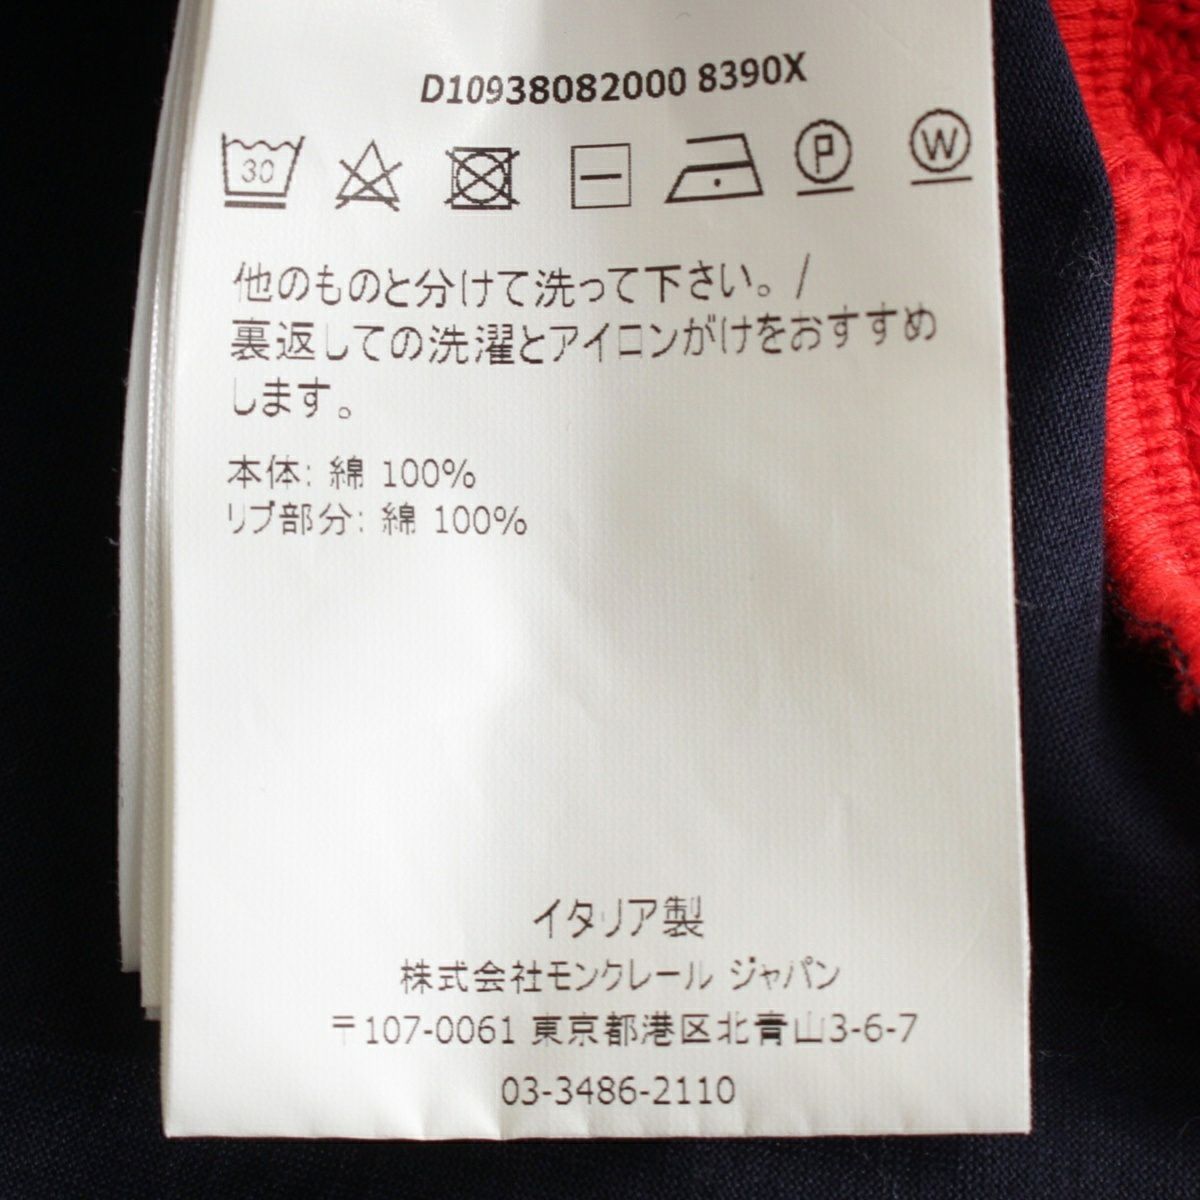 D10938082000 8390X
30 P W
他のものと分けて洗って下さい。/
裏返しての洗濯とアイロンがけをおすすめ
します。
本体: 綿 100%
リブ部分: 綿 100%
イタリア製
株式会社モンクレール ジャパン
〒107-0061 東京都港区北青山3-6-7
03-3486-2110